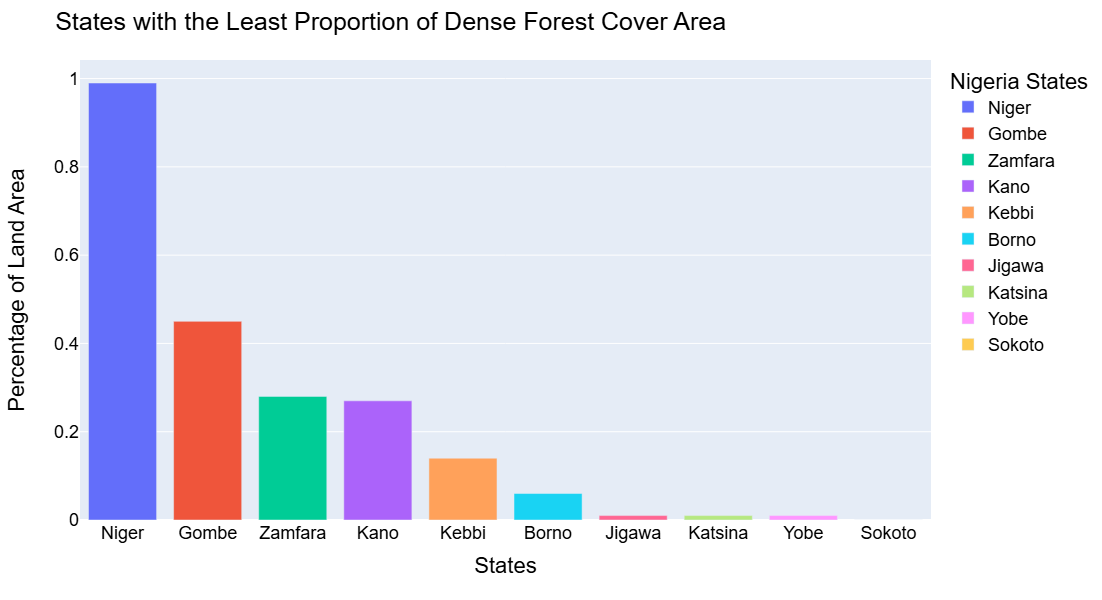 States with the Least Proportion of Dense Forest Cover Area
Percentage of Land Area
1
0.8
0.6
0.4
0.2
0
Niger Gombe Zamfara Kano Kebbi Borno Jigawa Katsina Yobe Sokoto
States
Nigeria States
Niger
Gombe
Zamfara
Kano
Kebbi
Borno
Jigawa
Katsina
Yobe
Sokoto